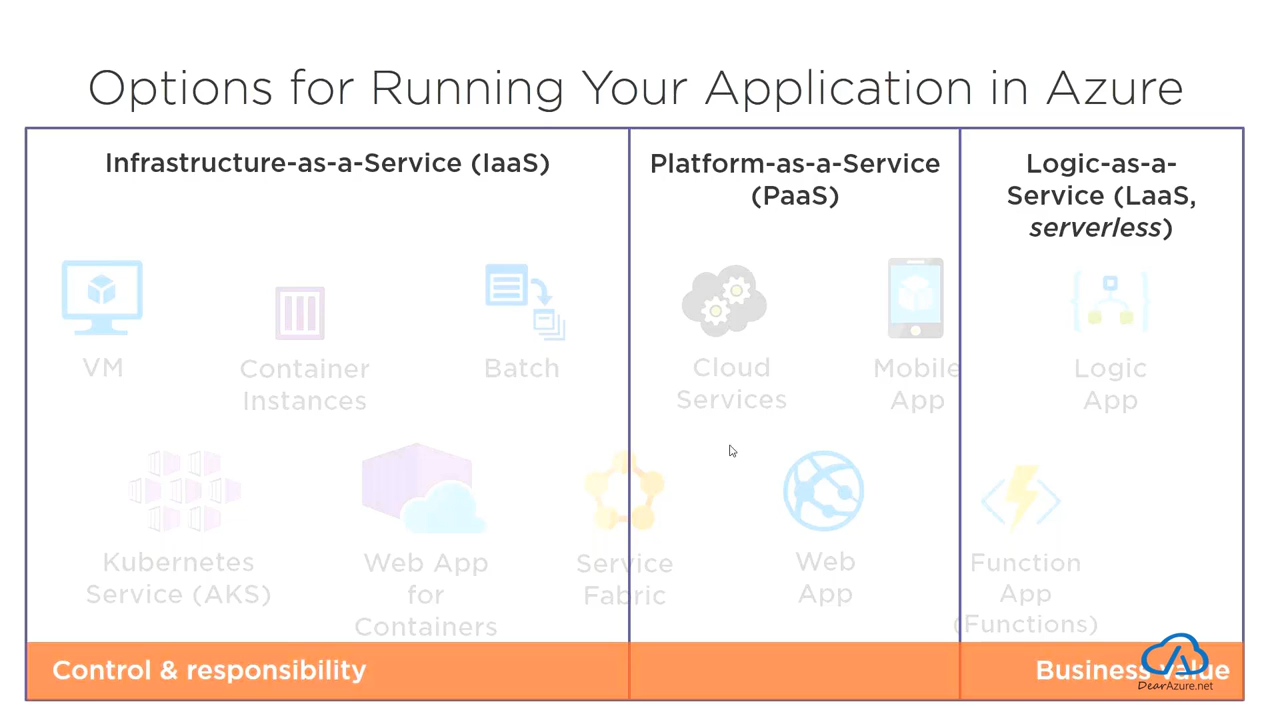 Options for Running Your Application in Azure
Infrastructure-as-a-Service (IaaS)
Platform-as-a-Service
(PaaS)
Logic-as-a-
Service (LaaS,
serverless)
VM
Container
Instances
Batch
Cloud
Services
Mobile
App
Logic
App
Kubernetes
Service (AKS)
Web App
for
Containers
Service
Fabric
Web
App
Function
App
(Functions)
Control & responsibility
Business value
DearAzure.net